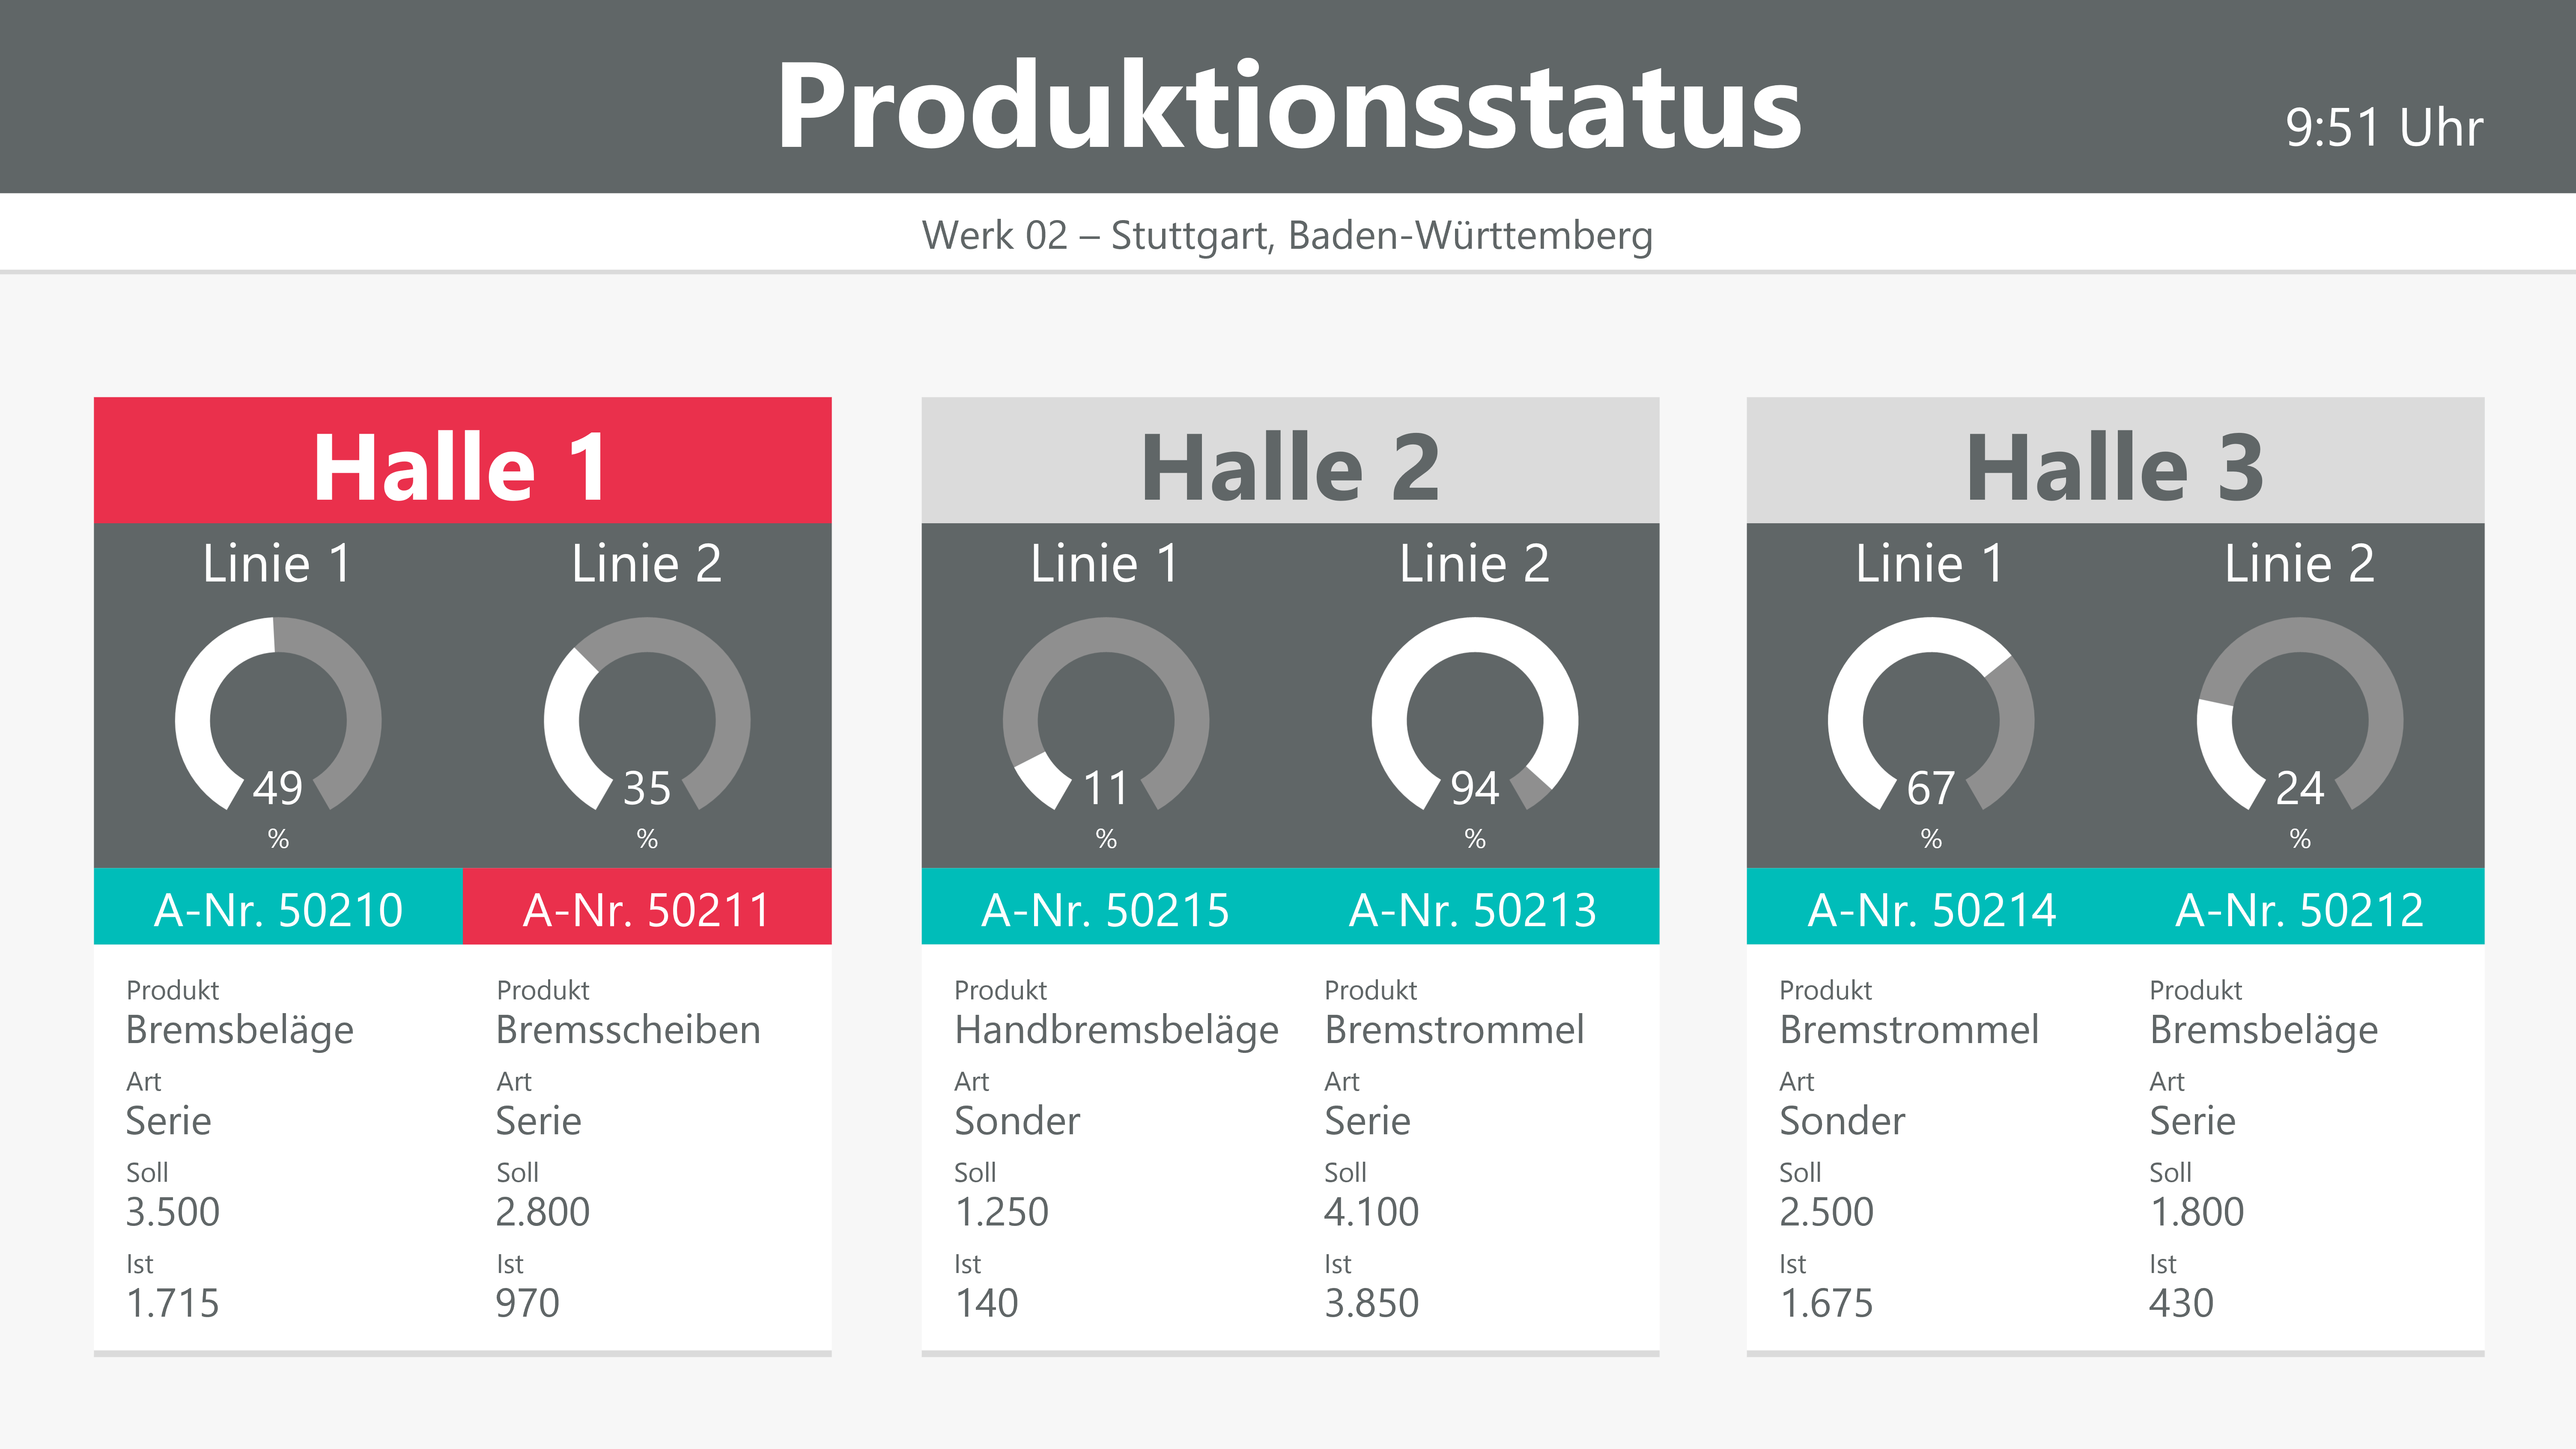 Produktionsstatus
9:51 Uhr
Werk 02 – Stuttgart, Baden-Württemberg
Halle 1
Linie 1
49
%
A-Nr. 50210
Produkt
Bremsbeläge
Art
Serie
Soll
3.500
Ist
1.715
Linie 2
35
%
A-Nr. 50211
Produkt
Bremsscheiben
Art
Serie
Soll
2.800
Ist
970
Halle 2
Linie 1
11
%
A-Nr. 50215
Produkt
Handbremsbeläge
Art
Sonder
Soll
1.250
Ist
140
Linie 2
94
%
A-Nr. 50213
Produkt
Bremstrommel
Art
Serie
Soll
4.100
Ist
3.850
Halle 3
Linie 1
67
%
A-Nr. 50214
Produkt
Bremstrommel
Art
Sonder
Soll
2.500
Ist
1.675
Linie 2
24
%
A-Nr. 50212
Produkt
Bremsbeläge
Art
Serie
Soll
1.800
Ist
430